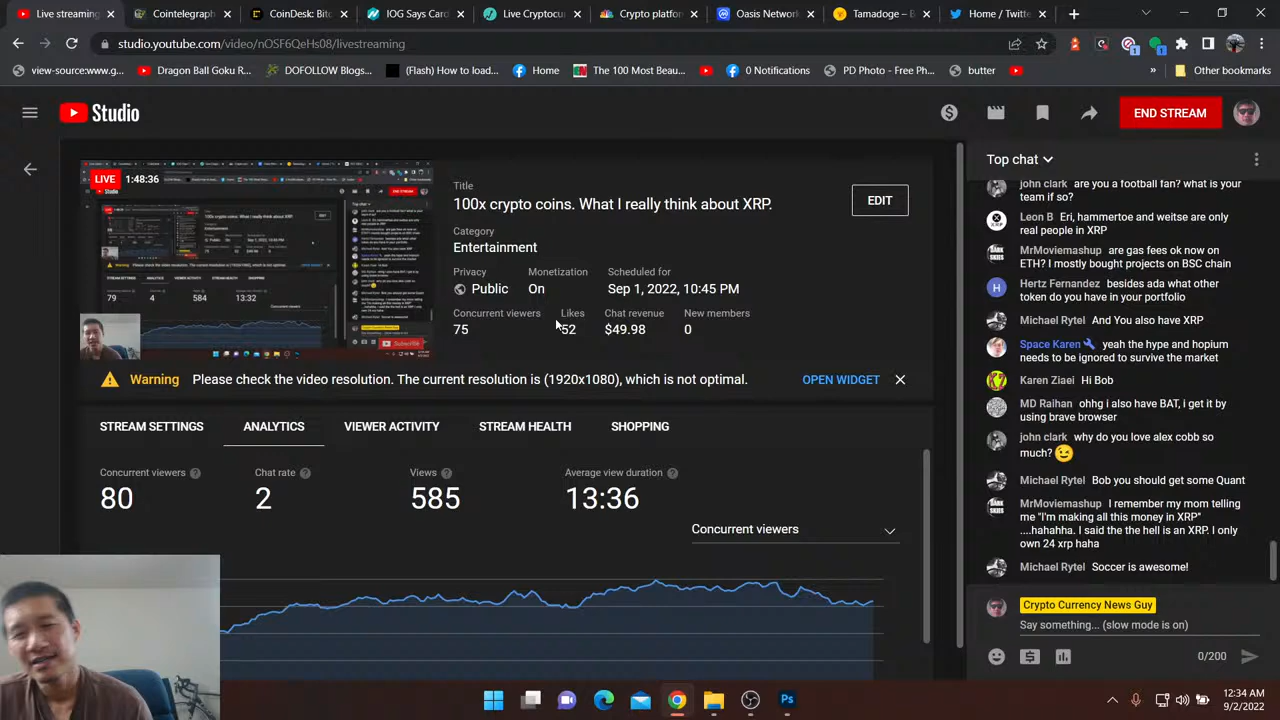 Live streaming
Cointelegraph
CoinDesk: Bitc
IOG Says Card
Live Cryptocur
Crypto platfor
Oasis Network
Tamadoge – B
Home / Twitte
studio.youtube.com/video/nOSF6QeHs08/livestreaming
view-source:www.g...
Dragon Ball Goku R...
DOFOLLOW Blogs...
(Flash) How to Ind...
Home
The 100 Most Beau...
0 Notifications
PD Photo - Free Ph...
butter
»
Other bookmarks
Studio
END STREAM
LIVE 1:48:36
Title
100x crypto coins. What I really think about XRP.
EDIT
Category
Entertainment
Privacy
Monetization
Scheduled for
Public
On
Sep 1, 2022, 10:45 PM
Concurrent viewers
Likes
Chat revenue
New members
75
52
$49.98
0
Warning
Please check the video resolution. The current resolution is (1920x1080), which is not optimal.
OPEN WIDGET
STREAM SETTINGS
ANALYTICS
VIEWER ACTIVITY
STREAM HEALTH
SHOPPING
Concurrent viewers
Chat rate
Views
Average view duration
80
2
585
13:36
Concurrent viewers
Top chat
john clark are you a football fan? what is your
team if so?
real people in xds
MrMoviemashup are gas fees ok now on
ETH? I mostly bought projects on BSC chain
Hertz Fernandez besides ada what other
token do you have in your portfolio
Michael Rytel And You also have XRP
Space Karen yeah the hype and hopium
needs to be ignored to survive the market
Karen Ziaei Hi Bob
MD Raihan ohhg i also have BAT, i get it by
using brave browser
john clark why do you love alex cobb so
much? 😉
Michael Rytel Bob you should get some Quant
MrMoviemashup I remember my mom telling
me "I'm making all this money in XRP"
....hahahha. I said the the hell is an XRP. I only
own 24 xrp haha
Michael Rytel Soccer is awesome!
Crypto Currency News Guy
Say something... (slow mode is on)
0/200
12:34 AM
9/2/2022